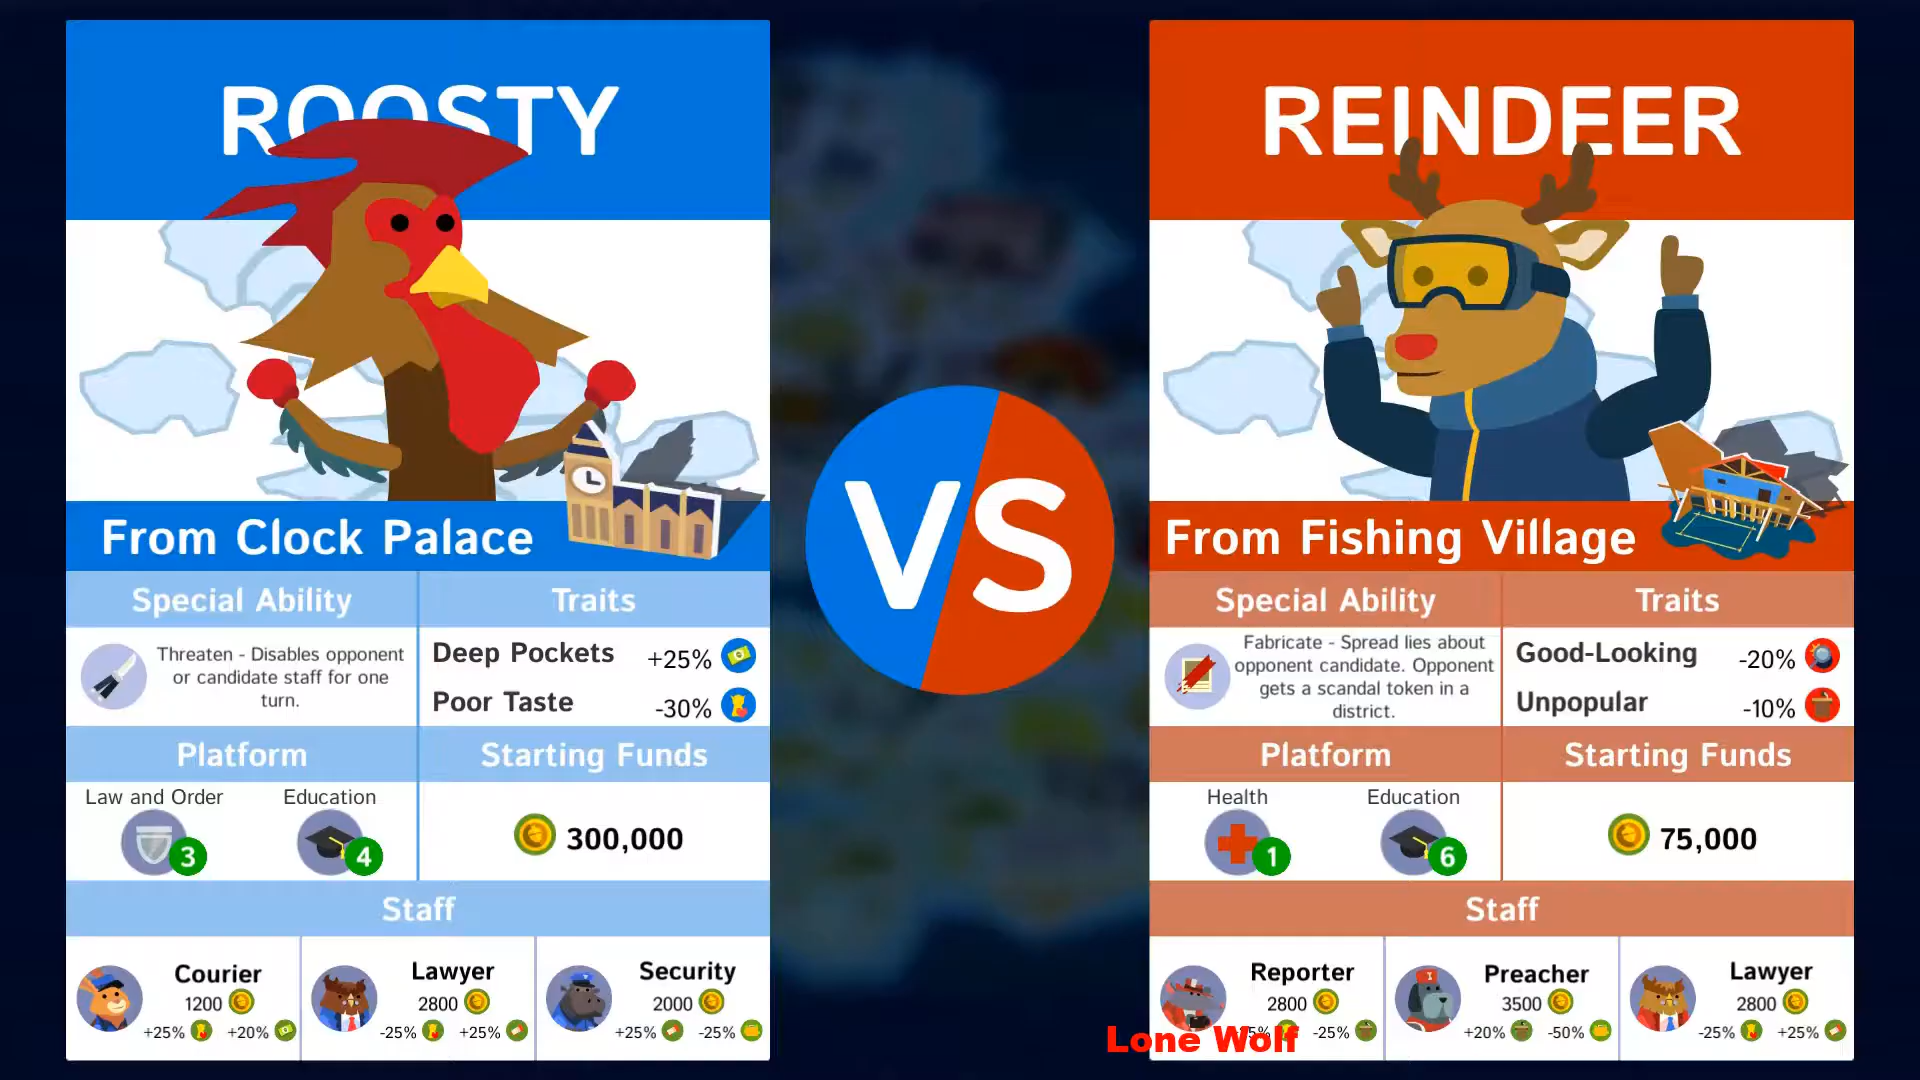 ROOSTY
From Clock Palace
Special Ability
Traits
Threaten - Disables opponent
or candidate staff for one
turn.
Deep Pockets +25%
Poor Taste -30%
Platform
Starting Funds
Law and Order
Education
3
4
300,000
Staff
Courier
1200
+25% +20%
Lawyer
2800
-25% +25%
Security
2000
+25% -25%
VS
REINDEER
From Fishing Village
Special Ability
Traits
Fabricate - Spread lies about
opponent candidate. Opponent
gets a scandal token in a
district.
Good-Looking -20%
Unpopular -10%
Platform
Starting Funds
Health
Education
1
6
75,000
Staff
Reporter
2800
-25%
Preacher
3500
+20% -50%
Lawyer
2800
-25% +25%
Lone Wolf